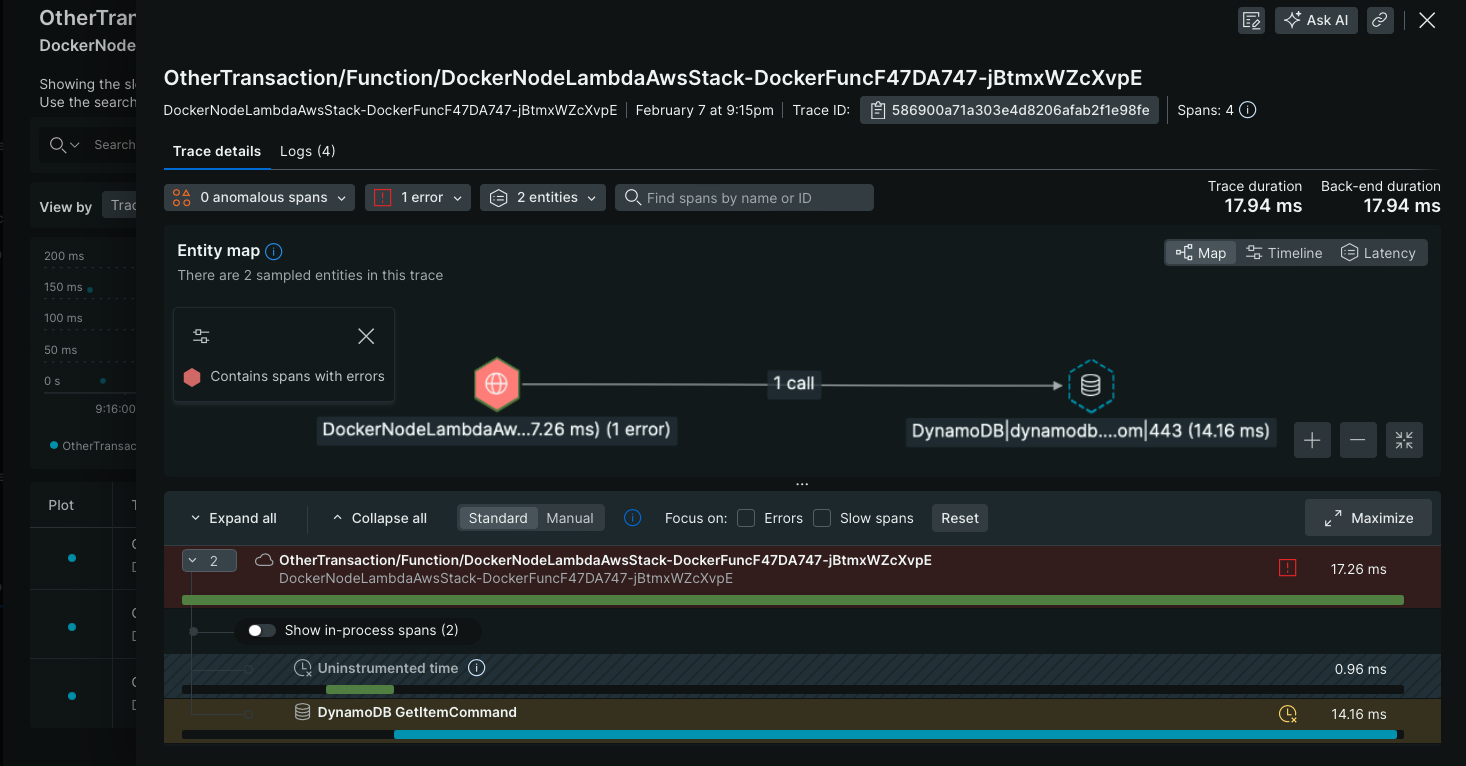 OtherTran
DockerNode
Showing the sl
Use the search
Search
View by
Trac
200 ms
150 ms
100 ms
50 ms
0 s
9:16:00
OtherTransac
Plot
Ask AI
OtherTransaction/Function/DockerNodeLambdaAwsStack-DockerFuncF47DA747-jBtmxWZcXvpE
DockerNodeLambdaAwsStack-DockerFuncF47DA747-jBtmxWZcXvpE
February 7 at 9:15pm
Trace ID:
586900a71a303e4d8206afab2f1e98fe
Spans: 4
Trace details
Logs (4)
0 anomalous spans
1 error
2 entities
Find spans by name or ID
Trace duration
17.94 ms
Back-end duration
17.94 ms
Entity map
There are 2 sampled entities in this trace
Map
Timeline
Latency
Contains spans with errors
1 call
DockerNodeLambdaAw...7.26 ms) (1 error)
DynamoDB|dynamodb....om|443 (14.16 ms)
...
Expand all
Collapse all
Standard
Manual
Focus on:
Errors
Slow spans
Reset
Maximize
2
OtherTransaction/Function/DockerNodeLambdaAwsStack-DockerFuncF47DA747-jBtmxWZcXvpE
DockerNodeLambdaAwsStack-DockerFuncF47DA747-jBtmxWZcXvpE
17.26 ms
Show in-process spans (2)
Uninstrumented time
0.96 ms
DynamoDB GetItemCommand
14.16 ms